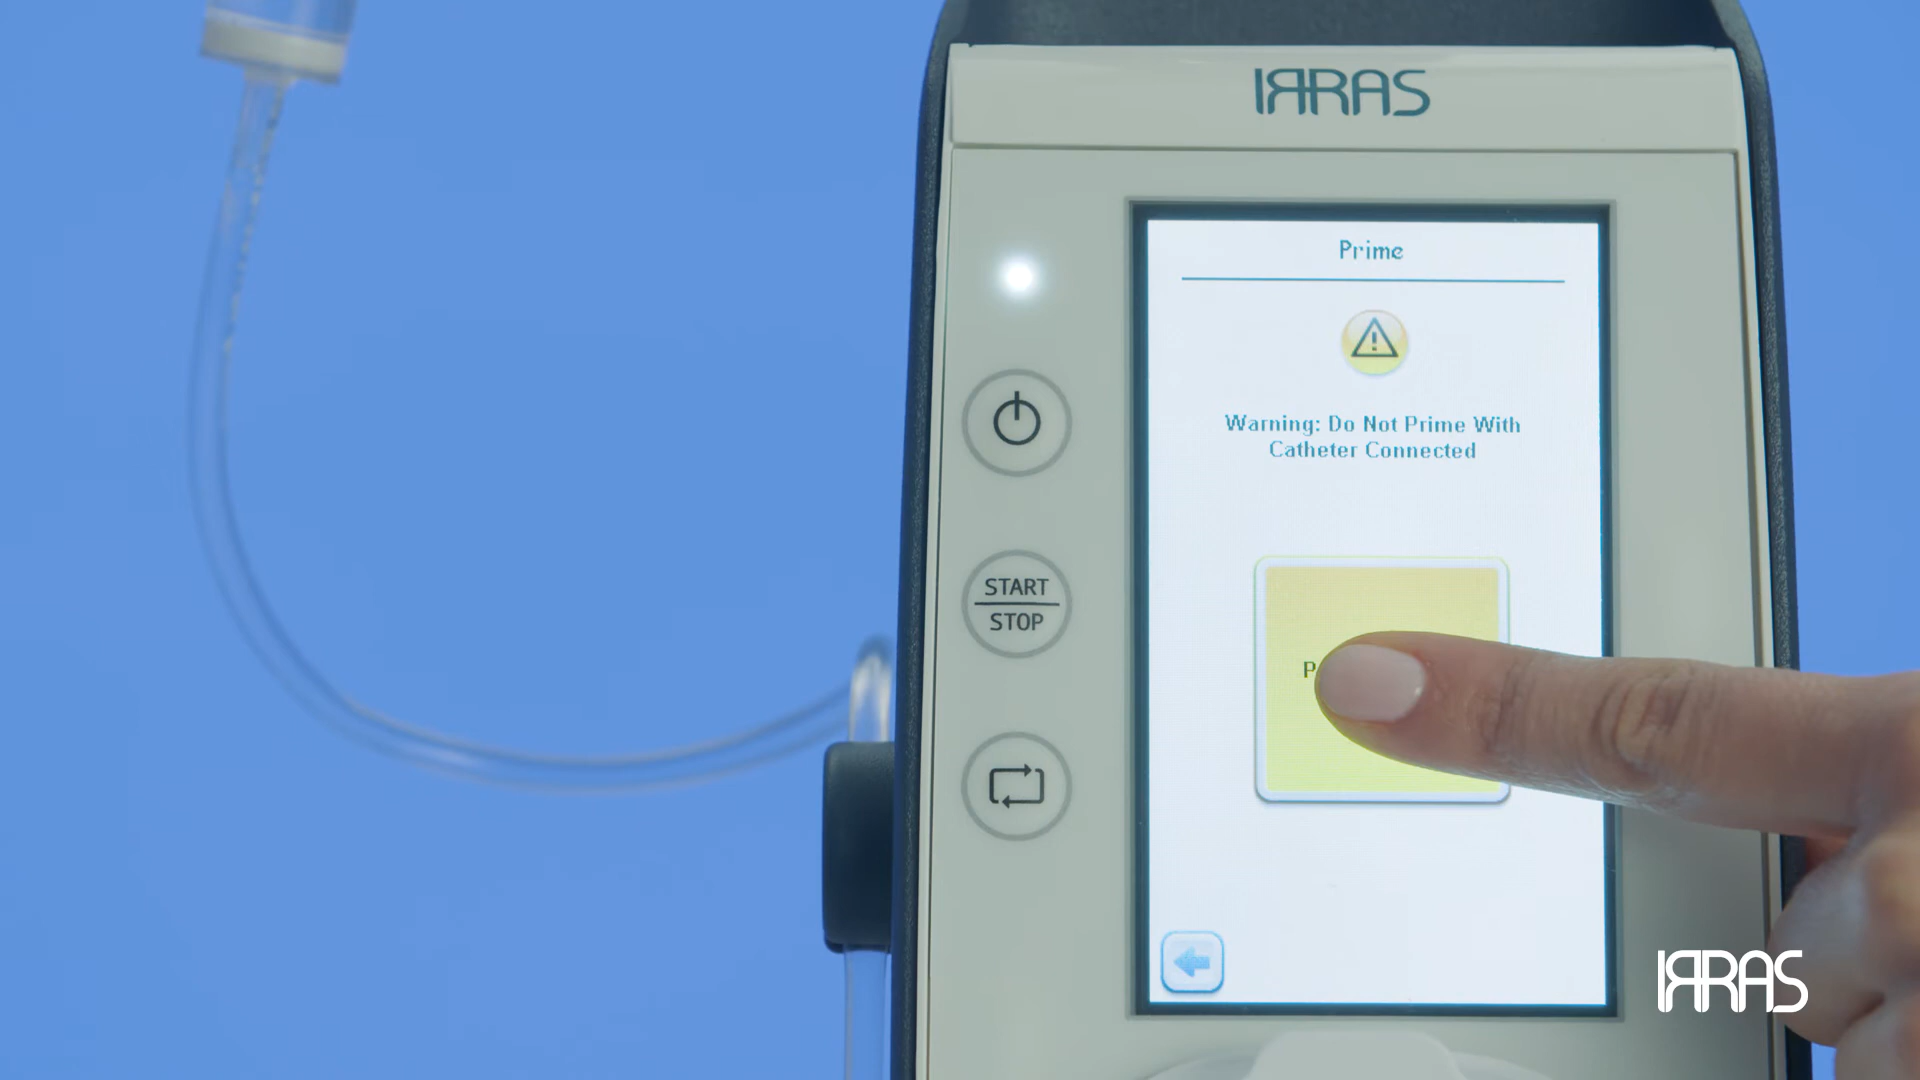 IRRAS
Prime
Warning: Do Not Prime With
Catheter Connected
START
STOP
IRRAS